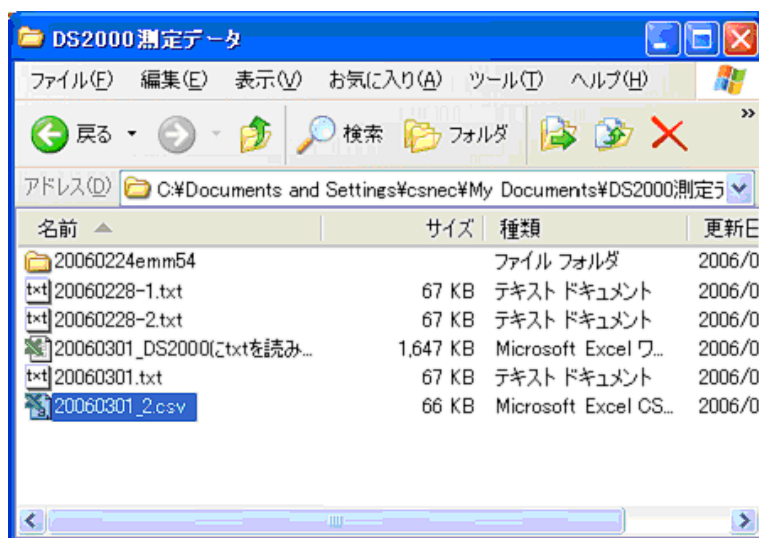 DS2000測定データ
ファイル(F) 編集(E) 表示(V) お気に入り(A) ツール(T) ヘルプ(H)
戻る 検索 フォルダ »
アドレス(D) C:¥Documents and Settings¥csnec¥My Documents¥DS2000測定デ
名前 サイズ 種類 更新日
20060224emm54 ファイル フォルダ 2006/0
20060228-1.txt 67 KB テキスト ドキュメント 2006/0
20060228-2.txt 67 KB テキスト ドキュメント 2006/0
20060301_DS2000にtxtを読み... 1,647 KB Microsoft Excel ワ... 2006/0
20060301.txt 67 KB テキスト ドキュメント 2006/0
20060301_2.csv 66 KB Microsoft Excel CS... 2006/0